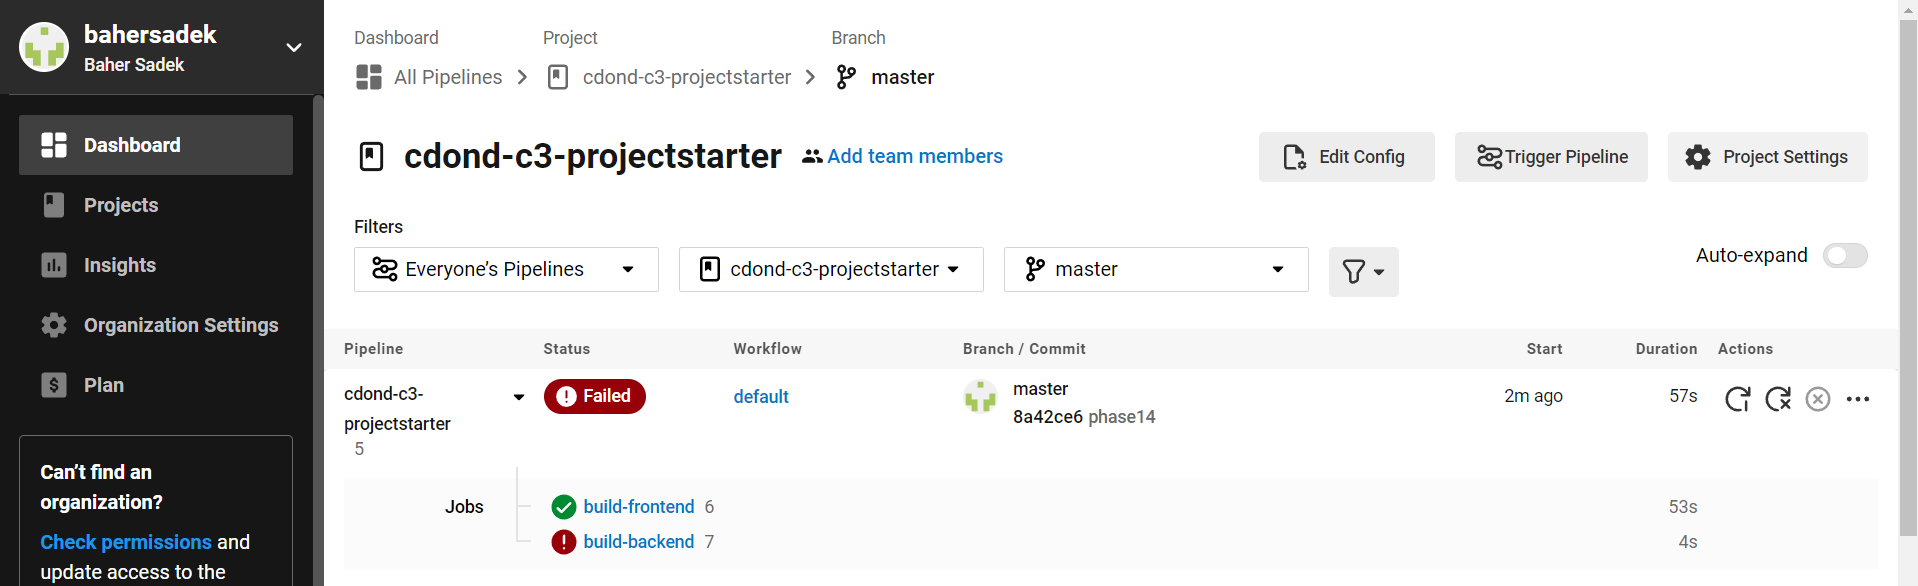 bahersadek
Baher Sadek
Dashboard
Projects
Insights
Organization Settings
Plan
Can't find an
organization?
Check permissions and
update access to the
Dashboard Project Branch
All Pipelines cdond-c3-projectstarter master
cdond-c3-projectstarter Add team members Edit Config Trigger Pipeline Project Settings
Filters
Everyone's Pipelines cdond-c3-projectstarter master Auto-expand
Pipeline Status Workflow Branch / Commit Start Duration Actions
cdond-c3-
projectstarter
5
Failed default
master
8a42ce6 phase14
2m ago 57s
Jobs build-frontend 6 53s
build-backend 7 4s